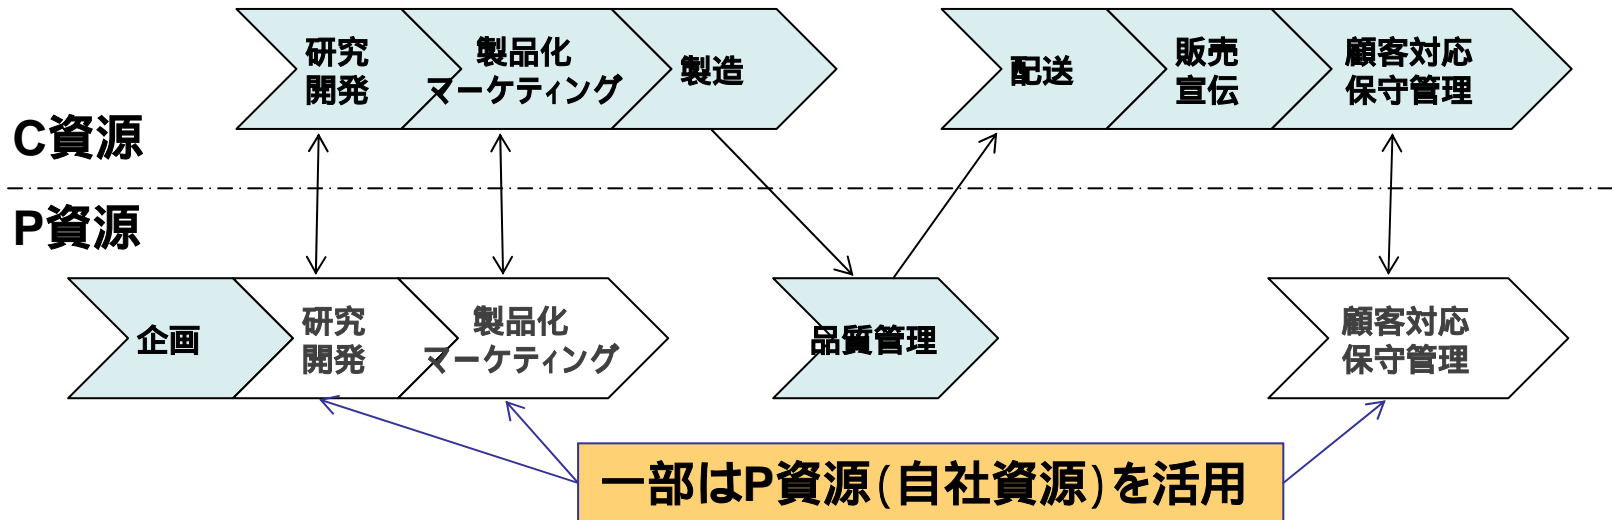 研究
開発
製品化
マーケティング
製造
配送
販売
宣伝
顧客対応
保守管理
C資源
P資源
企画
研究
開発
製品化
マーケティング
品質管理
顧客対応
保守管理
一部はP資源(自社資源)を活用